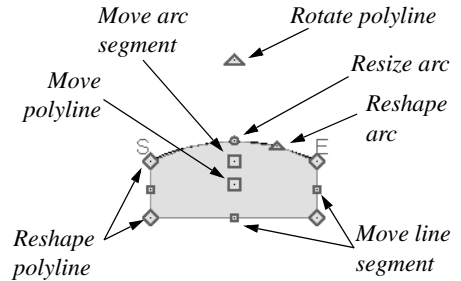 Move arc
segment
Rotate polyline
Move
polyline
Resize arc
Reshape
arc
S
E
Reshape
polyline
Move line
segment